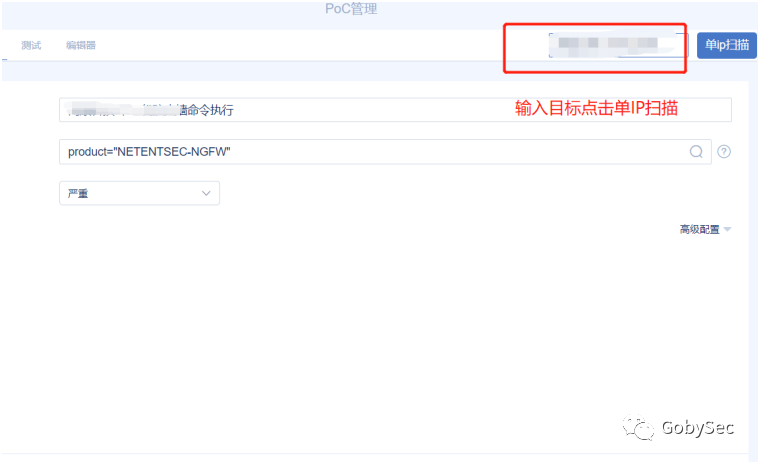 PoC管理
测试 编辑器
单ip扫描
墙命令执行
输入目标点击单IP扫描
product="NETENTSEC-NGFW"
严重
高级配置
GobySec